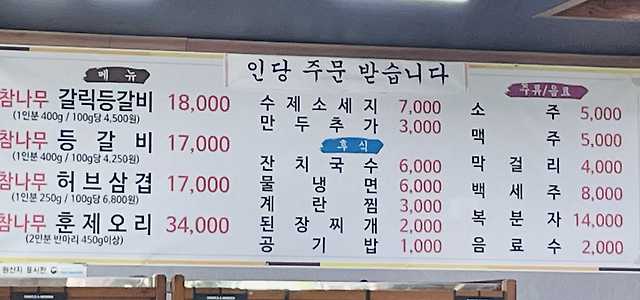 인당 주문 받습니다
메뉴
참나무 갈릭등갈비 18,000
(1인분 400g / 100g당 4,500원)
참나무 등갈비 17,000
(1인분 400g / 100g당 4,250원)
참나무 허브삼겹 17,000
(1인분 250g / 100g당 6,800원)
참나무 훈제오리 34,000
(2인분 반마리 450g이상)
수제소세지 7,000
만두추가 3,000
후식
잔치국수 6,000
물냉면 6,000
계란찜 3,000
된장찌개 2,000
공기밥 1,000
주류/음료
소주 5,000
맥주 5,000
막걸리 4,000
백세주 8,000
복분자 14,000
음료수 2,000
원산지 표시판